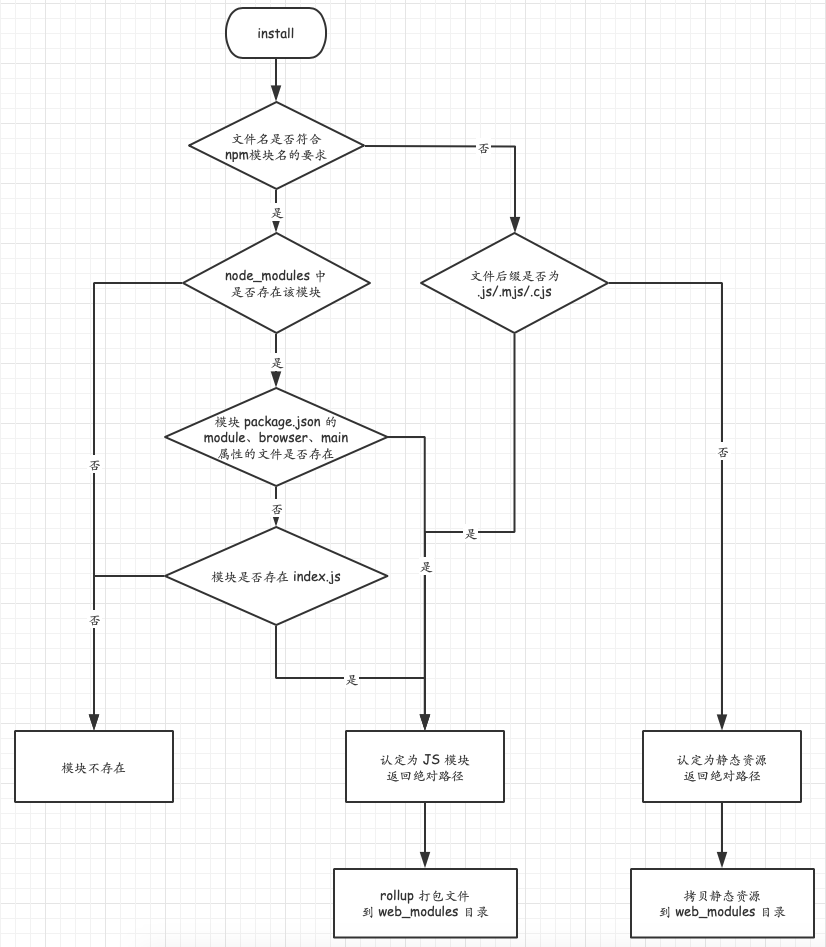 install
文件名是否符合
npm模块名的要求
否
是
node_modules 中
是否存在该模块
文件后缀是否为
.js/.mjs/.cjs
是
模块 package.json 的
module、browser、main
属性的文件是否存在
否
否
否
是
是
模块是否存在 index.js
否
是
模块不存在
认定为 JS 模块
返回绝对路径
认定为静态资源
返回绝对路径
rollup 打包文件
到 web_modules 目录
拷贝静态资源
到 web_modules 目录